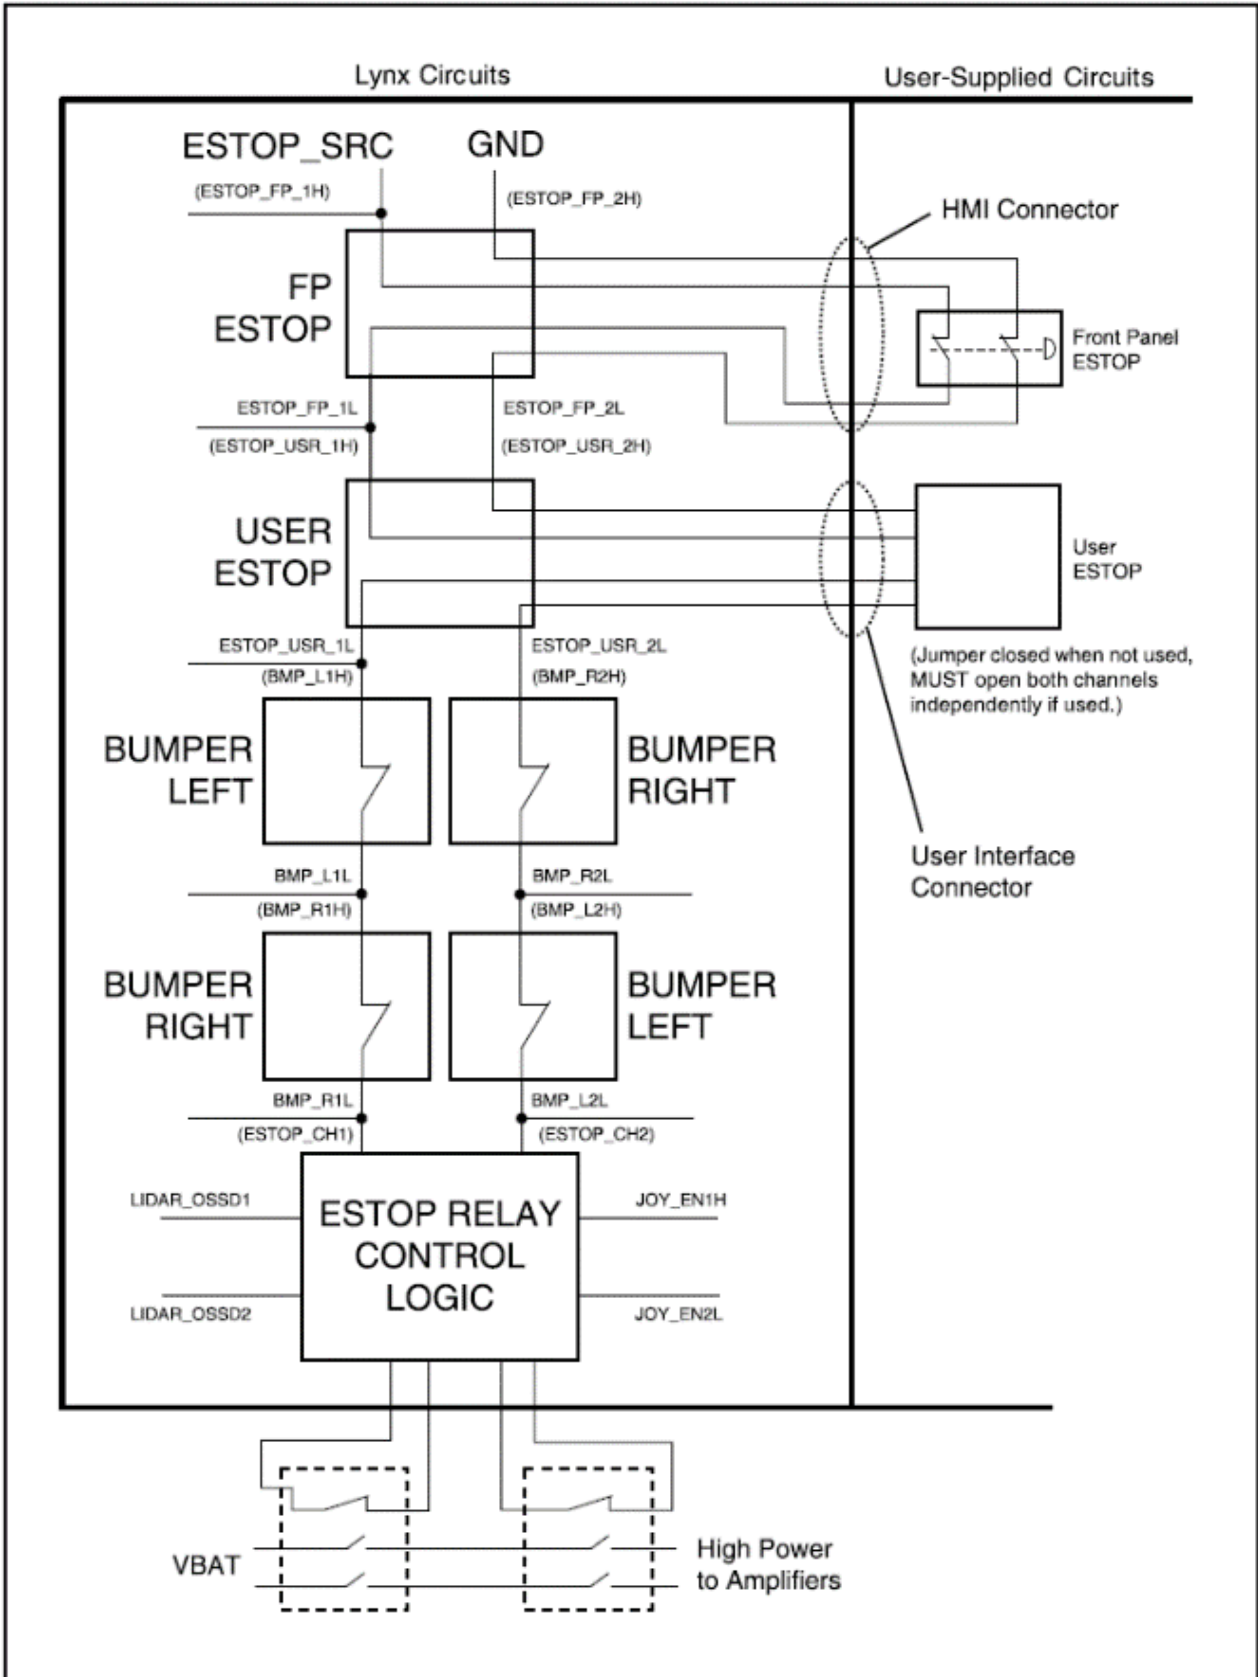 Lynx Circuits
User-Supplied Circuits
ESTOP_SRC
GND
(ESTOP_FP_1H)
(ESTOP_FP_2H)
HMI Connector
FP
ESTOP
Front Panel
ESTOP
ESTOP_FP_1L
ESTOP_FP_2L
(ESTOP_USR_1H)
(ESTOP_USR_2H)
USER
ESTOP
User
ESTOP
ESTOP_USR_1L
ESTOP_USR_2L
(BMP_L1H)
(BMP_R2H)
(Jumper closed when not used,
MUST open both channels
independently if used.)
BUMPER
LEFT
BUMPER
RIGHT
User Interface
Connector
BMP_L1L
BMP_R2L
(BMP_R1H)
(BMP_L2H)
BUMPER
RIGHT
BUMPER
LEFT
BMP_R1L
BMP_L2L
(ESTOP_CH1)
(ESTOP_CH2)
LIDAR_OSSD1
JOY_EN1H
ESTOP RELAY
CONTROL
LOGIC
LIDAR_OSSD2
JOY_EN2L
VBAT
High Power
to Amplifiers